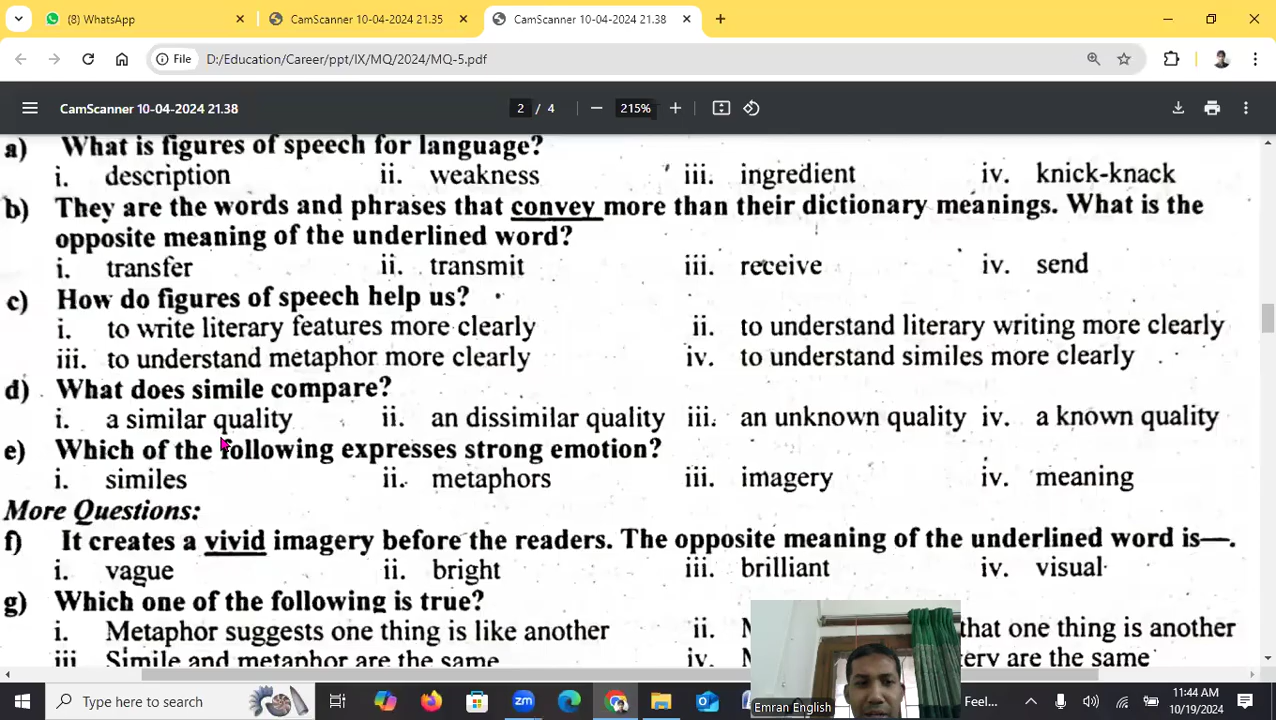 WhatsApp
CamScanner 10-04-2024 21.35
CamScanner 10-04-2024 21.38
File D:/Education/Career/ppt/IX/MQ/2024/MQ-5.pdf
CamScanner 10-04-2024 21.38 2 / 4 215%
a) What is figures of speech for language?
i. description ii. weakness iii. ingredient iv. knick-knack
b) They are the words and phrases that convey more than their dictionary meanings. What is the
opposite meaning of the underlined word?
i. transfer ii. transmit iii. receive iv. send
c) How do figures of speech help us?
i. to write literary features more clearly ii. to understand literary writing more clearly
iii. to understand metaphor more clearly iv. to understand similes more clearly
d) What does simile compare?
i. a similar quality ii. an dissimilar quality iii. an unknown quality iv. a known quality
e) Which of the following expresses strong emotion?
i. similes ii. metaphors iii. imagery iv. meaning
More Questions:
f) It creates a vivid imagery before the readers. The opposite meaning of the underlined word is—.
i. vague ii. bright iii. brilliant iv. visual
g) Which one of the following is true?
i. Metaphor suggests one thing is like another ii. that one thing is another
iii Simile and metaphor are the same iv. are the same
Emran English
Type here to search
Feel...
11:44 AM
10/19/2024